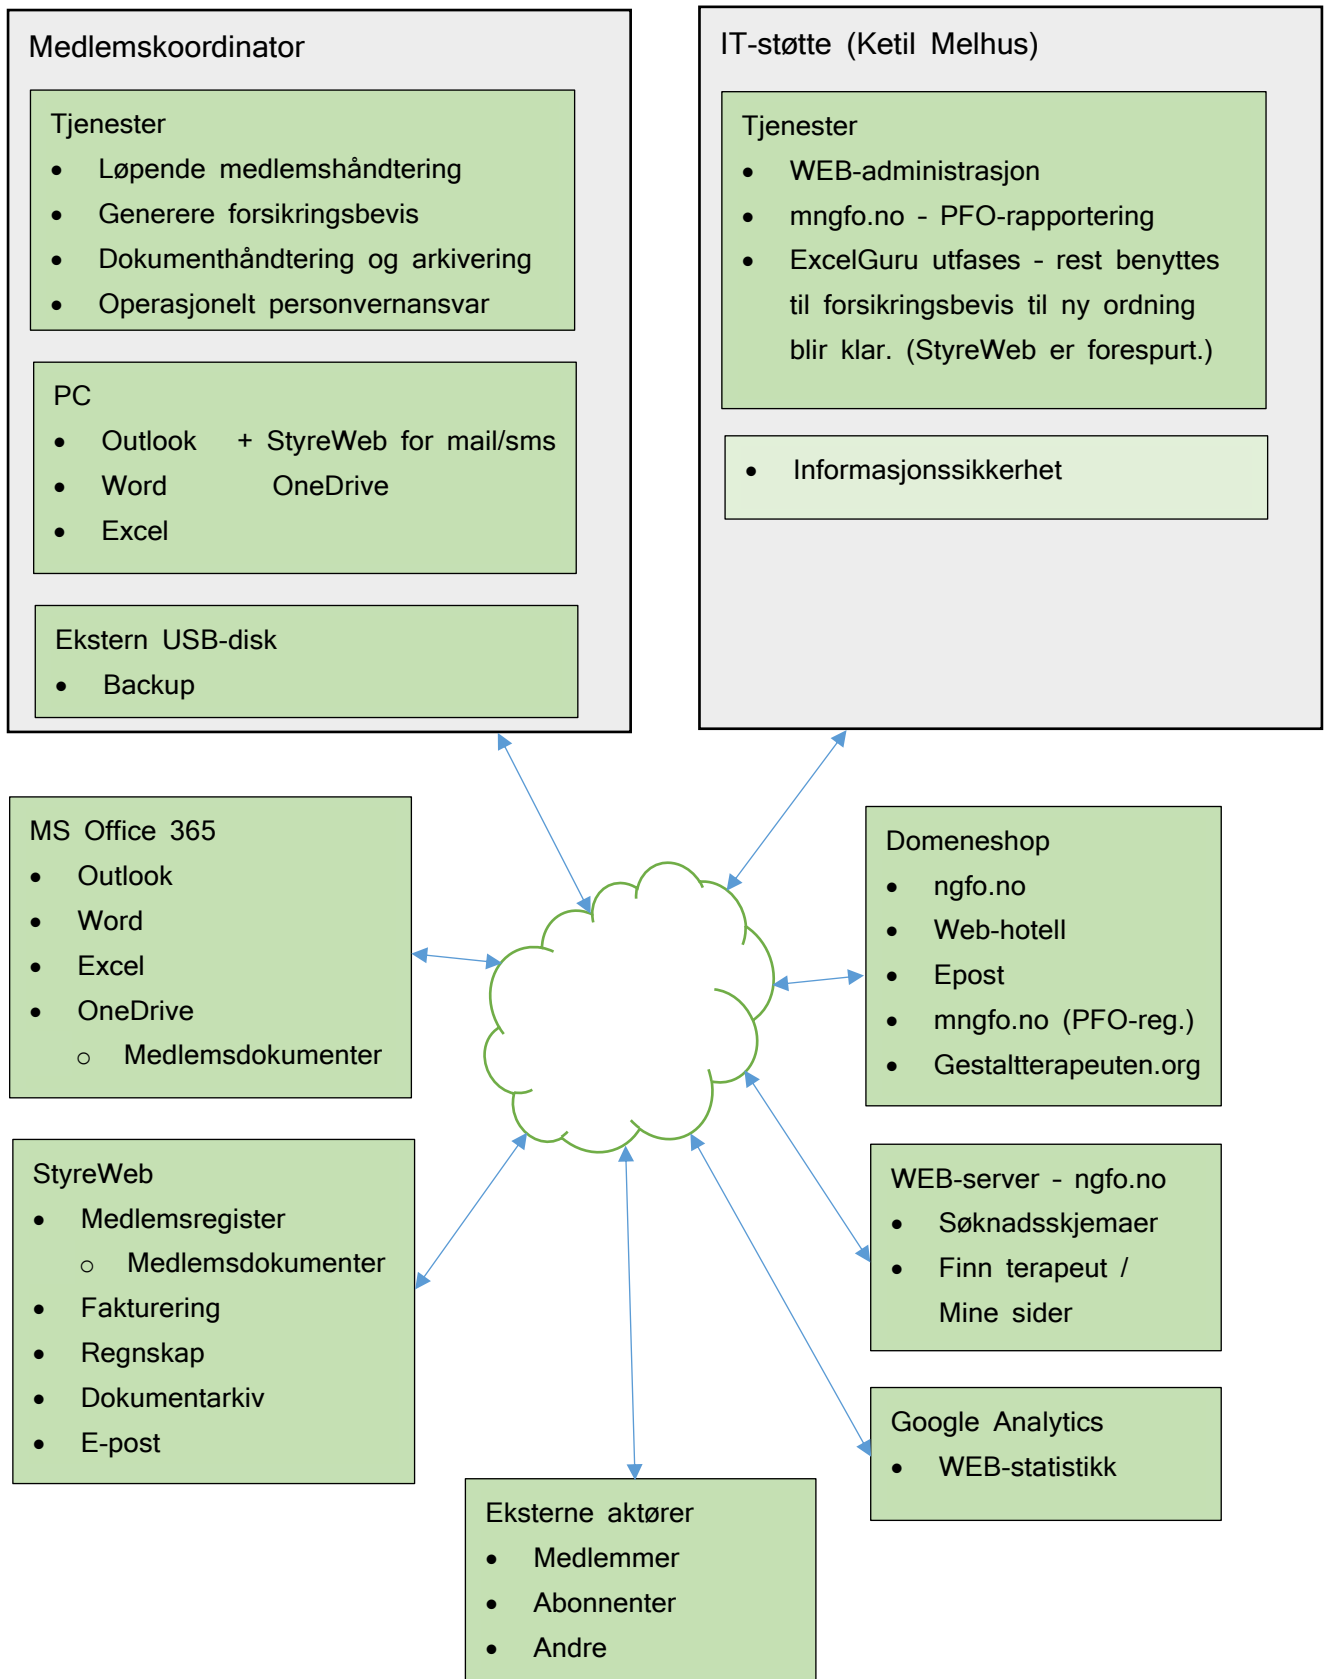 Medlemskoordinator
Tjenester
• Løpende medlemshåndtering
• Generere forsikringsbevis
• Dokumenthåndtering og arkivering
• Operasjonelt personvernansvar
PC
• Outlook + StyreWeb for mail/sms
• Word OneDrive
• Excel
Ekstern USB-disk
• Backup
IT-støtte (Ketil Melhus)
Tjenester
• WEB-administrasjon
• mngfo.no - PFO-rapportering
• ExcelGuru utfases - rest benyttes
til forsikringsbevis til ny ordning
blir klar. (StyreWeb er forespurt.)
• Informasjonssikkerhet
MS Office 365
• Outlook
• Word
• Excel
• OneDrive
o Medlemsdokumenter
StyreWeb
• Medlemsregister
o Medlemsdokumenter
• Fakturering
• Regnskap
• Dokumentarkiv
• E-post
Domeneshop
• ngfo.no
• Web-hotell
• Epost
• mngfo.no (PFO-reg.)
• Gestaltterapeuten.org
WEB-server - ngfo.no
• Søknadsskjemaer
• Finn terapeut /
Mine sider
Google Analytics
• WEB-statistikk
Eksterne aktører
• Medlemmer
• Abonnenter
• Andre